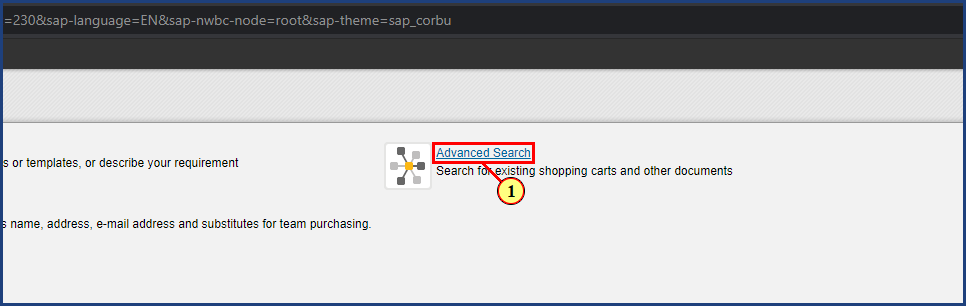 =230&sap-language=EN&sap-nwbc-node=root&sap-theme=sap_corbu
Advanced Search
s or templates, or describe your requirement
Search for existing shopping carts and other documents
1
s name, address, e-mail address and substitutes for team purchasing.